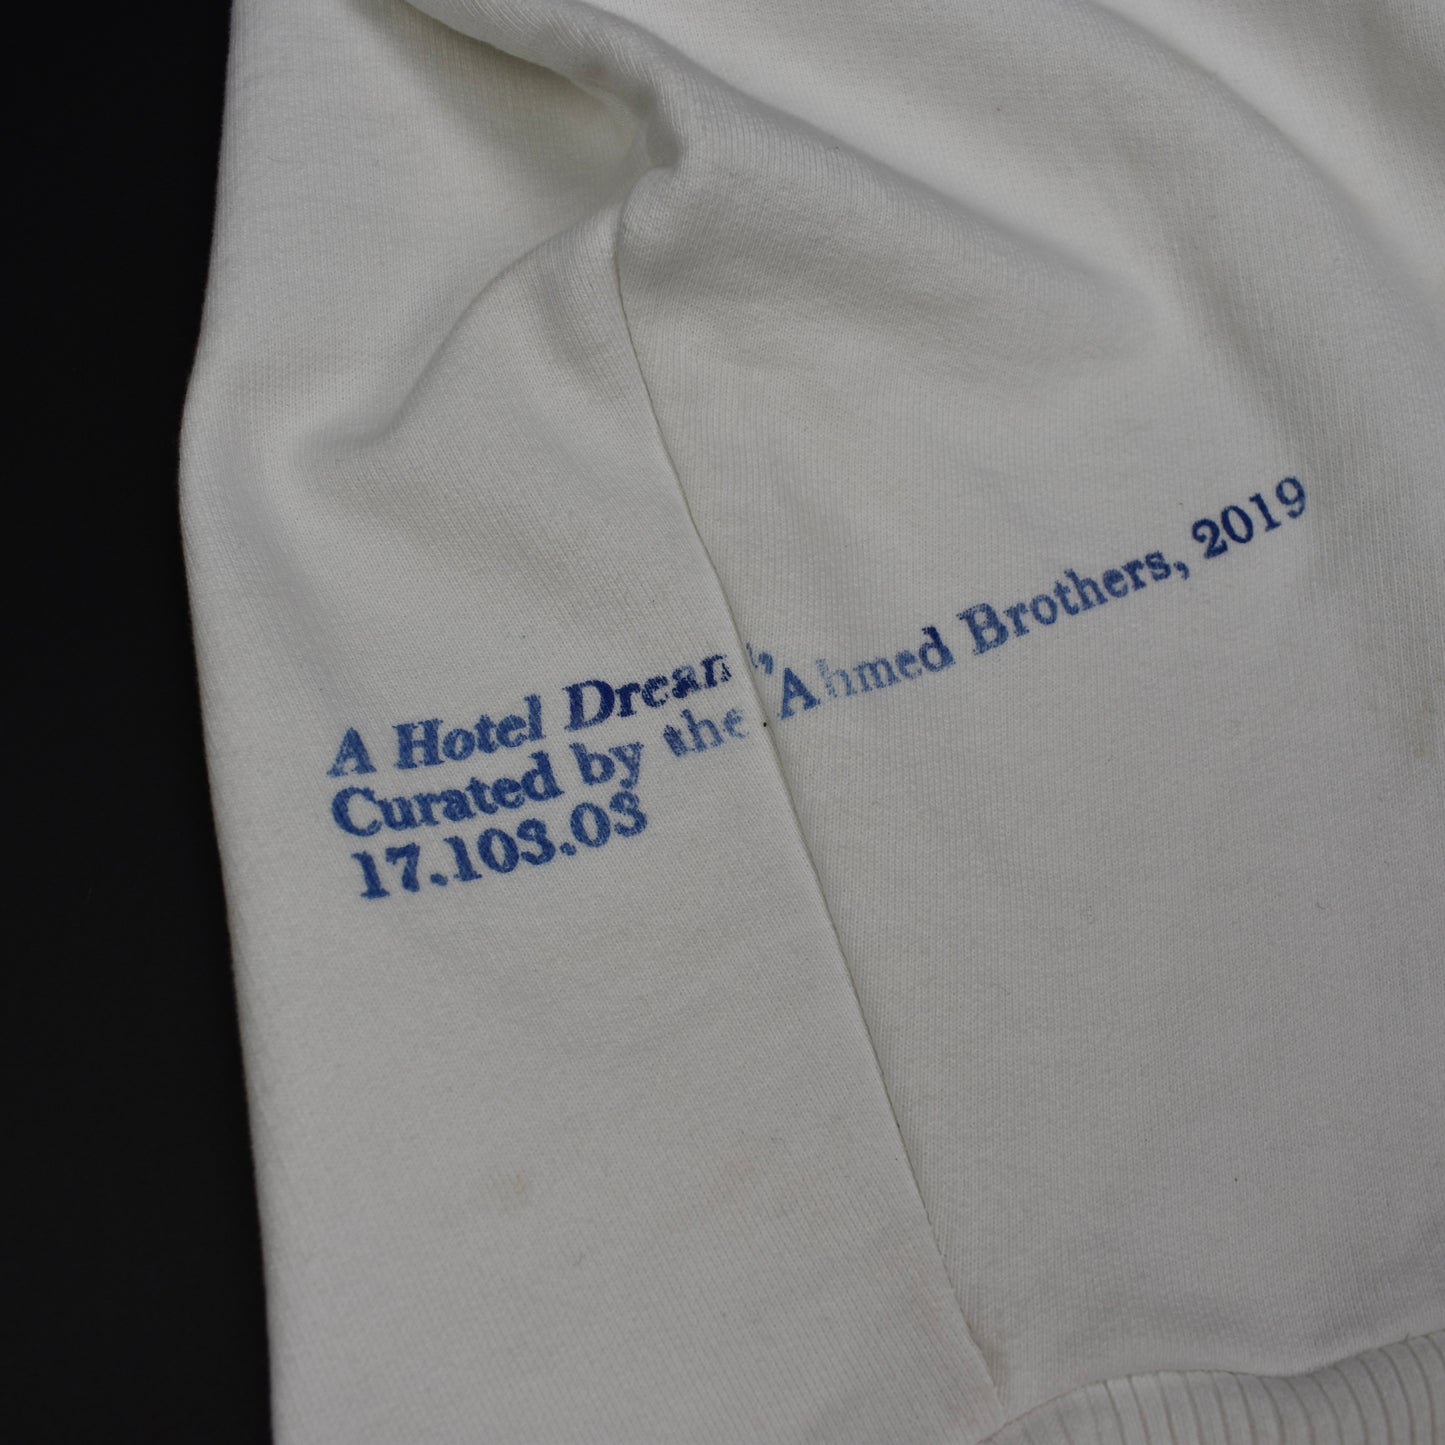 A Hotel Dream,
Curated by the Ahmed Brothers, 2019
17.103.03